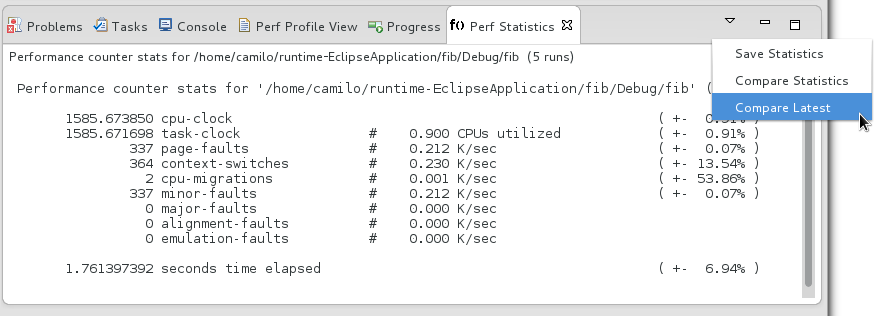 Problems Tasks Console Perf Profile View Progress f() Perf Statistics
Performance counter stats for /home/camilo/runtime-EclipseApplication/fib/Debug/fib (5 runs)
Save Statistics
Compare Statistics
Compare Latest
Performance counter stats for '/home/camilo/runtime-EclipseApplication/fib/Debug/fib' (
1585.673850 cpu-clock ( +- 0.91% )
1585.671698 task-clock # 0.900 CPUs utilized ( +- 0.91% )
337 page-faults # 0.212 K/sec ( +- 0.07% )
364 context-switches # 0.230 K/sec ( +- 13.54% )
2 cpu-migrations # 0.001 K/sec ( +- 53.86% )
337 minor-faults # 0.212 K/sec ( +- 0.07% )
0 major-faults # 0.000 K/sec
0 alignment-faults # 0.000 K/sec
0 emulation-faults # 0.000 K/sec
1.761397392 seconds time elapsed ( +- 6.94% )